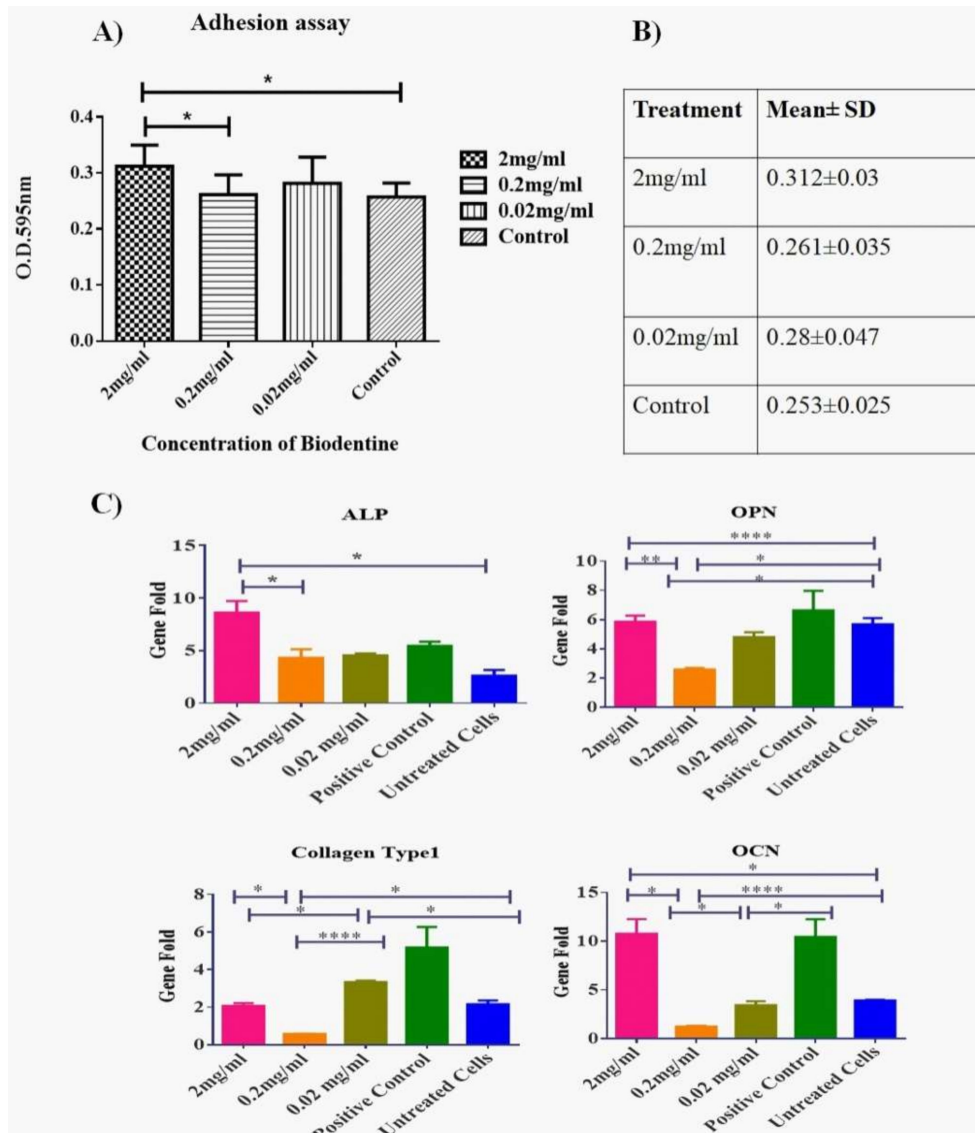 A)
Adhesion assay
*
*
0.4
0.3
0.2
0.1
0.0
O.D.595nm
2mg/ml
0.2mg/ml
0.02mg/ml
Control
2mg/ml
0.2mg/ml
0.02mg/ml
Control
Concentration of Biodentine
B)
Treatment Mean± SD
2mg/ml 0.312±0.03
0.2mg/ml 0.261±0.035
0.02mg/ml 0.28±0.047
Control 0.253±0.025
C)
ALP
*
*
15
10
5
0
Gene Fold
2mg/ml
0.2mg/ml
0.02 mg/ml
Positive Control
Untreated Cells
OPN
****
** *
*
10
8
6
4
2
0
Gene Fold
2mg/ml
0.2mg/ml
0.02 mg/ml
Positive Control
Untreated Cells
Collagen Type1
* *
* *
****
8
6
4
2
0
Gene Fold
2mg/ml
0.2mg/ml
0.02 mg/ml
Positive Control
Untreated Cells
OCN
*
* ****
* *
15
10
5
0
Gene Fold
2mg/ml
0.2mg/ml
0.02 mg/ml
Positive Control
Untreated Cells